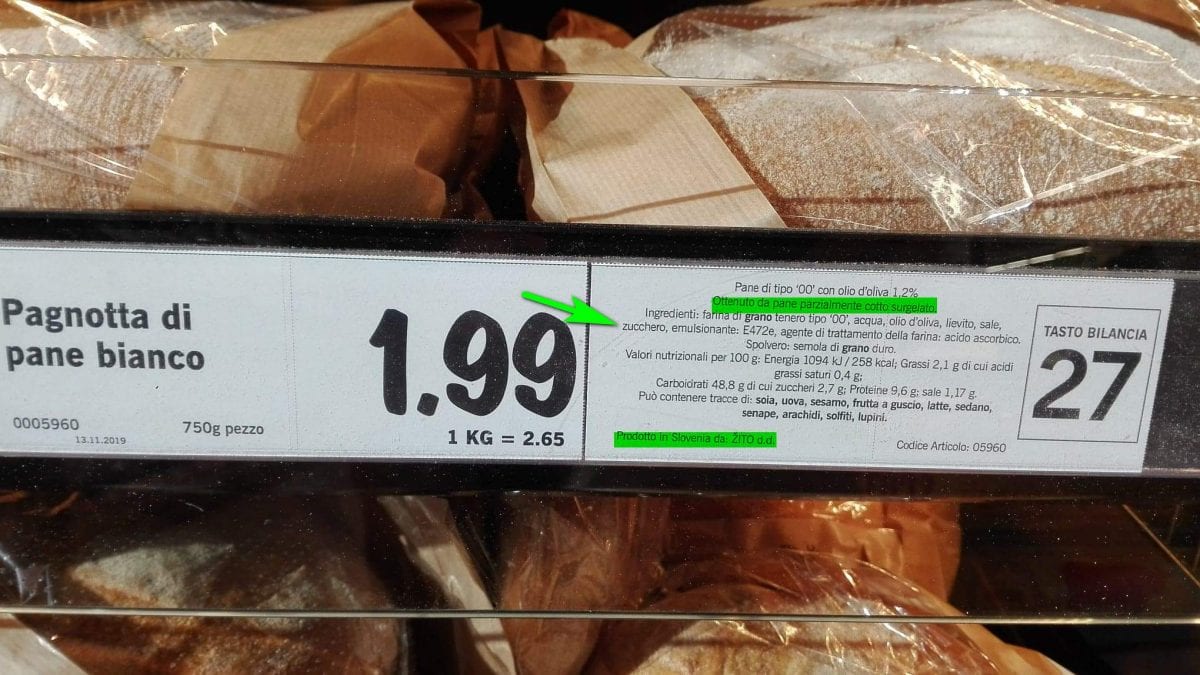 Pagnotta di
pane bianco
0005960
13.11.2019
750g pezzo
1.99
1 KG = 2.65
Pane di tipo '00' con olio d'oliva 1,2%
Ottenuto da pane parzialmente cotto surgelato.
Ingredienti: farina di grano tenero tipo '00', acqua, olio d'oliva, lievito, sale,
zucchero, emulsionante: E472e, agente di trattamento della farina: acido ascorbico.
Spolvero: semola di grano duro.
Valori nutrizionali per 100 g: Energia 1094 kJ / 258 kcal; Grassi 2,1 g di cui acidi
grassi saturi 0,4 g;
Carboidrati 48,8 g di cui zuccheri 2,7 g; Proteine 9,6 g; sale 1,17 g.
Può contenere tracce di: soia, uova, sesamo, frutta a guscio, latte, sedano,
senape, arachidi, solfiti, lupini.
Prodotto in Slovenia da: ŽITO d.d.
Codice Articolo: 05960
TASTO BILANCIA
27